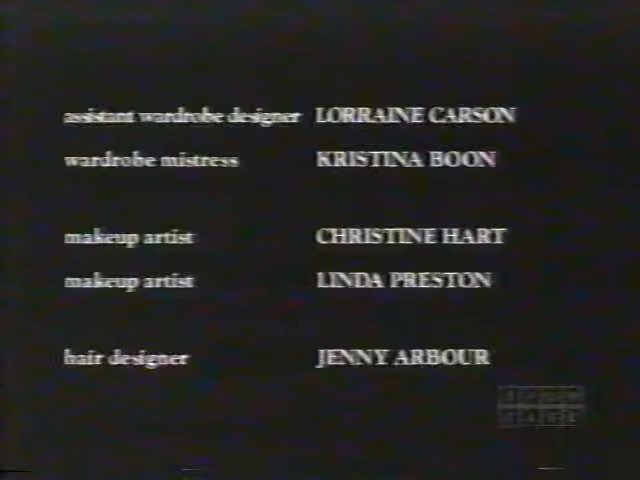 assistant wardrobe designer LORRAINE CARSON
wardrobe mistress KRISTINA BOON
makeup artist CHRISTINE HART
makeup artist LINDA PRESTON
hair designer JENNY ARBOUR